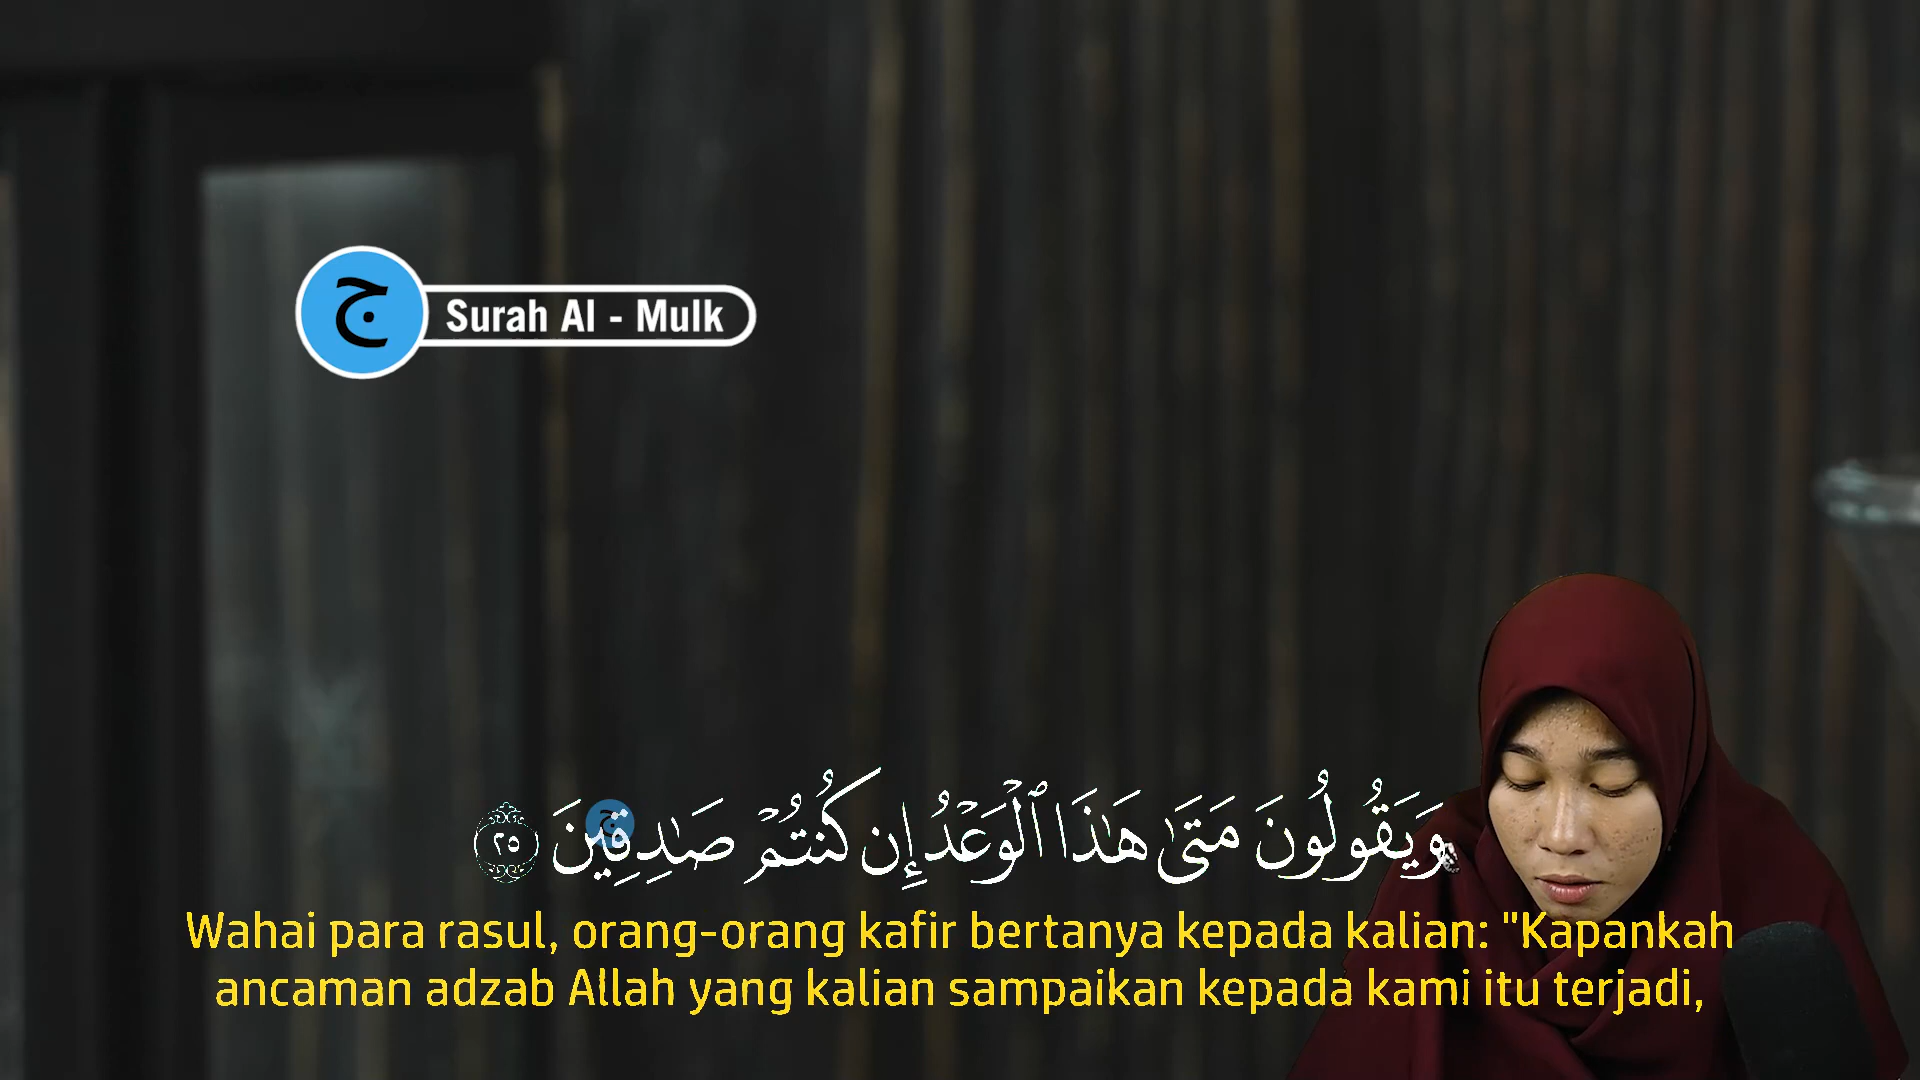 ج
Surah Al - Mulk
وَيَقُولُونَ مَتَىٰ هَـٰذَا ٱلْوَعْدُ إِن كُنتُمْ صَـٰدِقِينَ ٢٥
ج
Wahai para rasul, orang-orang kafir bertanya kepada kalian: "Kapankah
ancaman adzab Allah yang kalian sampaikan kepada kami itu terjadi,